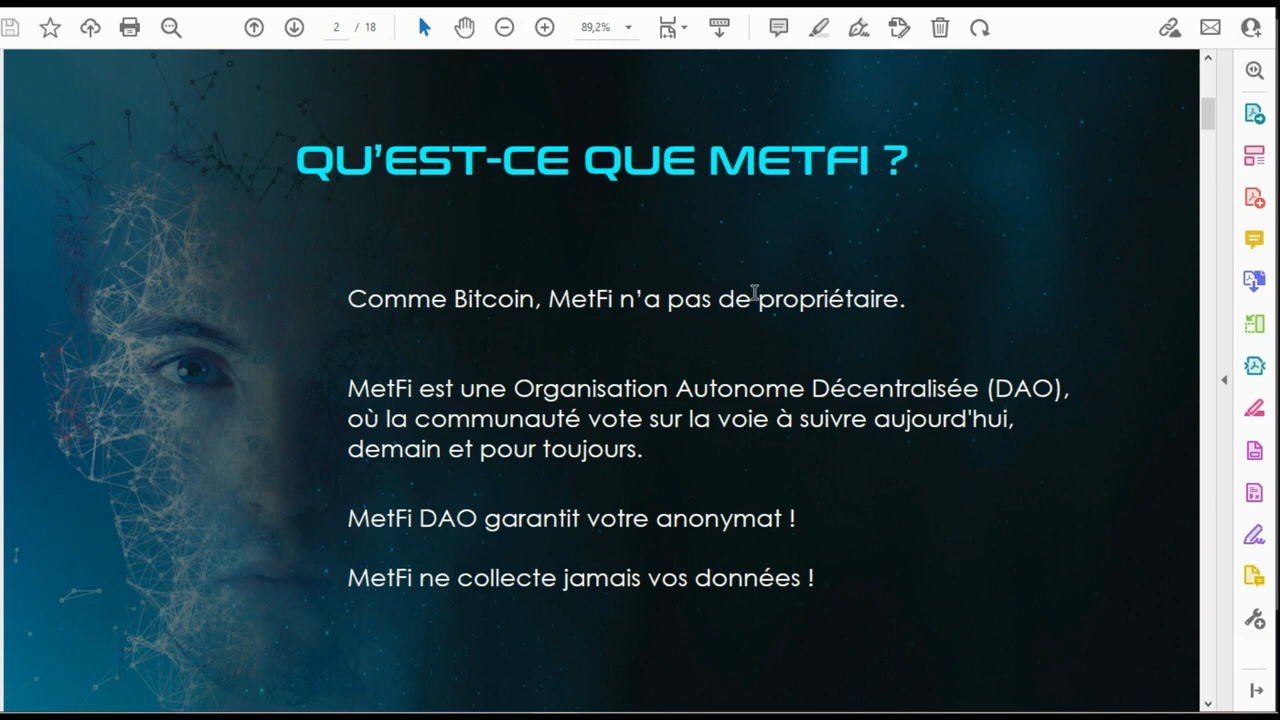 2 / 18
89,2%
QU'EST-CE QUE METFI ?
Comme Bitcoin, MetFi n'a pas de propriétaire.
MetFi est une Organisation Autonome Décentralisée (DAO),
où la communauté vote sur la voie à suivre aujourd'hui,
demain et pour toujours.
MetFi DAO garantit votre anonymat !
MetFi ne collecte jamais vos données !